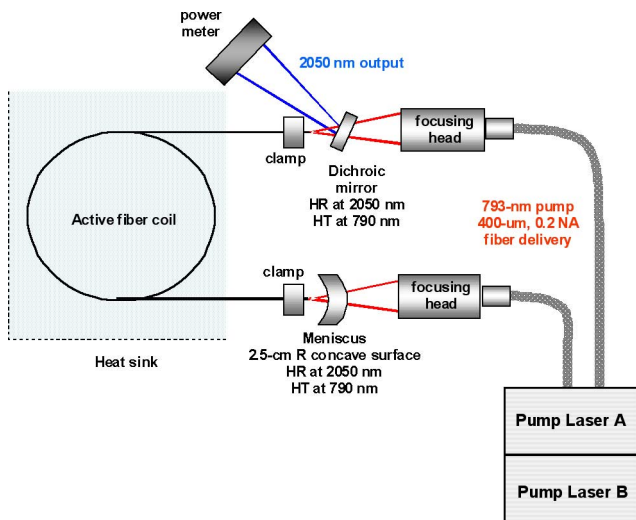 power
meter
2050 nm output
focusing
head
clamp
Dichroic
mirror
HR at 2050 nm
HT at 790 nm
Active fiber coil
793-nm pump
400-um, 0.2 NA
fiber delivery
clamp
focusing
head
Meniscus
2.5-cm R concave surface
HR at 2050 nm
HT at 790 nm
Heat sink
Pump Laser A
Pump Laser B